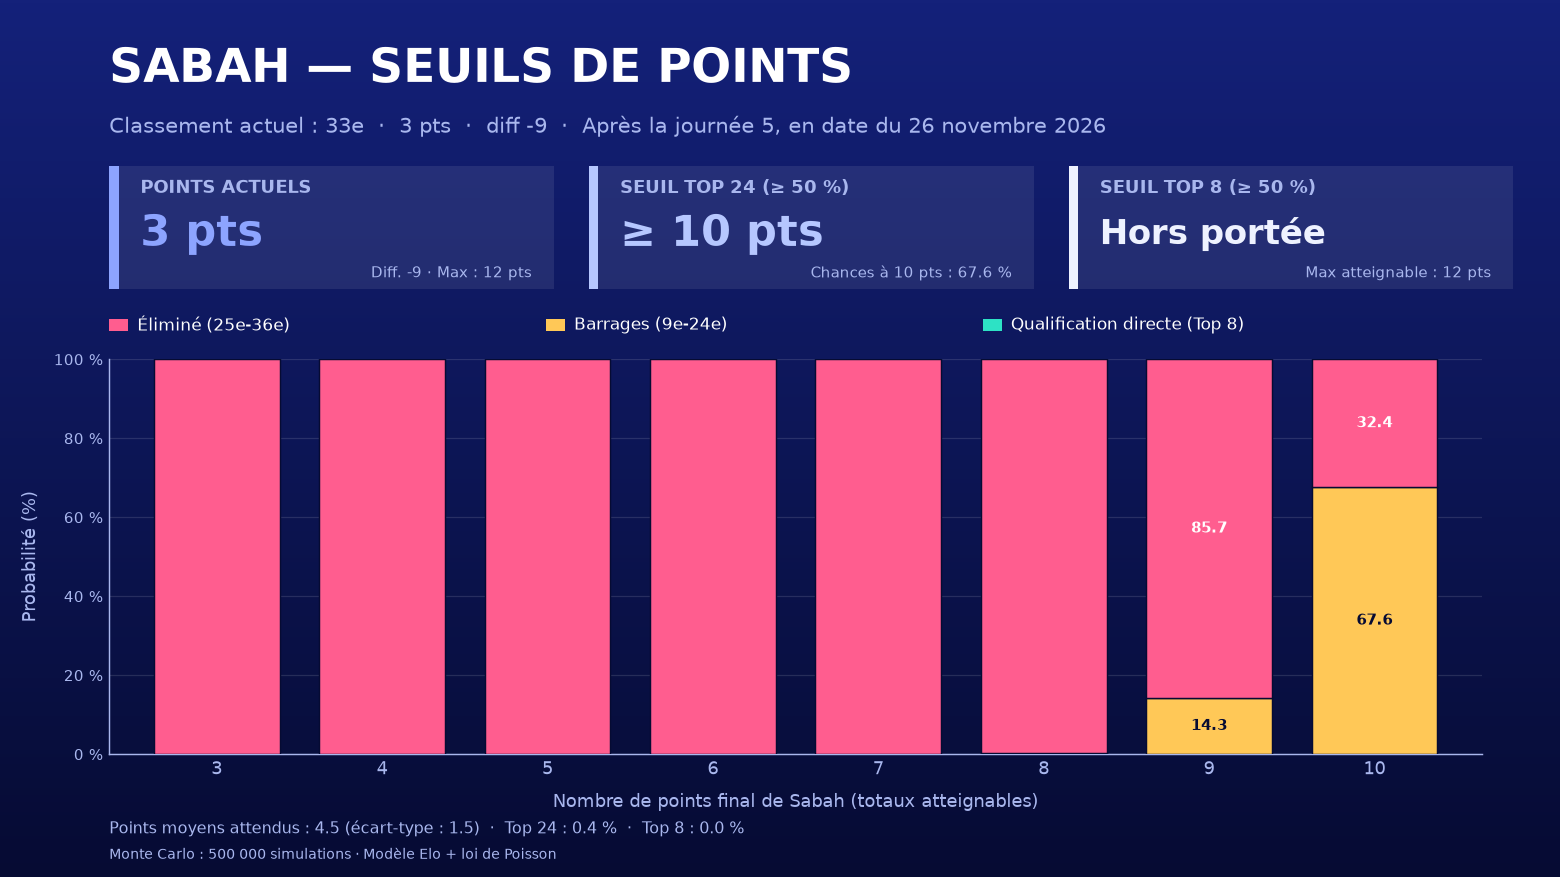 SABAH — SEUILS DE POINTS
Classement actuel : 33e · 3 pts · diff -9 · Après la journée 5, en date du 26 novembre 2026
POINTS ACTUELS
3 pts
Diff. -9 · Max : 12 pts
SEUIL TOP 24 (≥ 50 %)
≥ 10 pts
Chances à 10 pts : 67.6 %
SEUIL TOP 8 (≥ 50 %)
Hors portée
Max atteignable : 12 pts
Éliminé (25e-36e)
Barrages (9e-24e)
Qualification directe (Top 8)
Probabilité (%)
100 %
80 %
60 %
40 %
20 %
0 %
85.7
14.3
32.4
67.6
3 4 5 6 7 8 9 10
Nombre de points final de Sabah (totaux atteignables)
Points moyens attendus : 4.5 (écart-type : 1.5) · Top 24 : 0.4 % · Top 8 : 0.0 %
Monte Carlo : 500 000 simulations · Modèle Elo + loi de Poisson